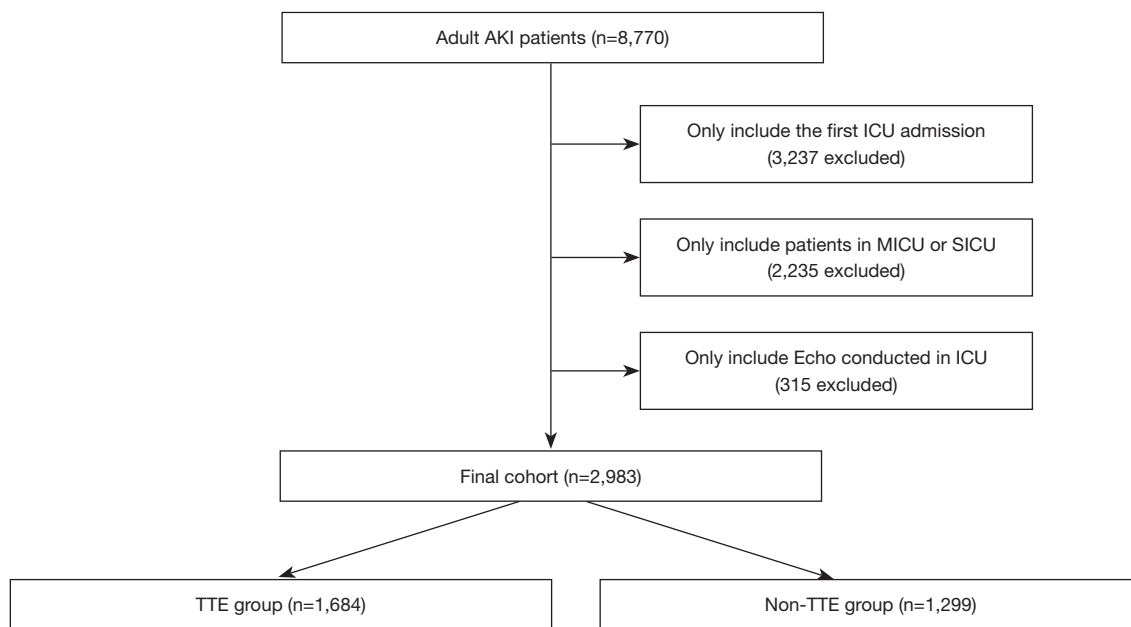 Adult AKI patients (n=8,770)
Only include the first ICU admission
(3,237 excluded)
Only include patients in MICU or SICU
(2,235 excluded)
Only include Echo conducted in ICU
(315 excluded)
Final cohort (n=2,983)
TTE group (n=1,684)
Non-TTE group (n=1,299)